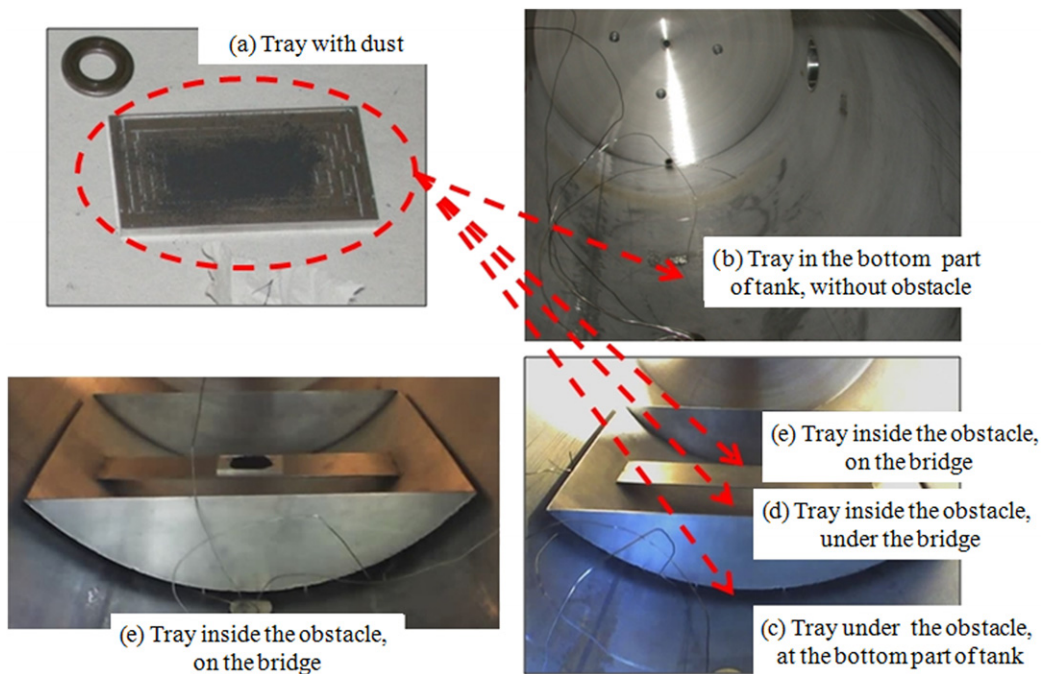 (a) Tray with dust
(b) Tray in the bottom part
of tank, without obstacle
(e) Tray inside the obstacle,
on the bridge
(d) Tray inside the obstacle,
under the bridge
(c) Tray under the obstacle,
at the bottom part of tank
(e) Tray inside the obstacle,
on the bridge